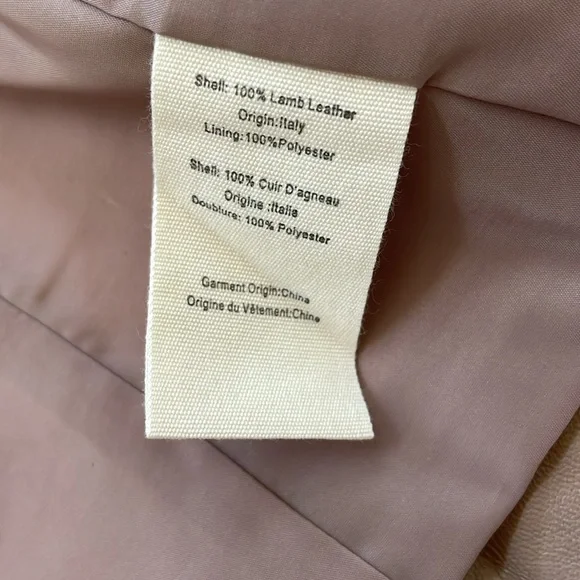 Shell: 100% Lamb Leather
Origin:Italy
Lining:100%Polyester
Shell: 100% Cuir D'agneau
Origine :Italie
Doublure: 100% Polyester
Garment Origin:China
Origine du Vêtement:China